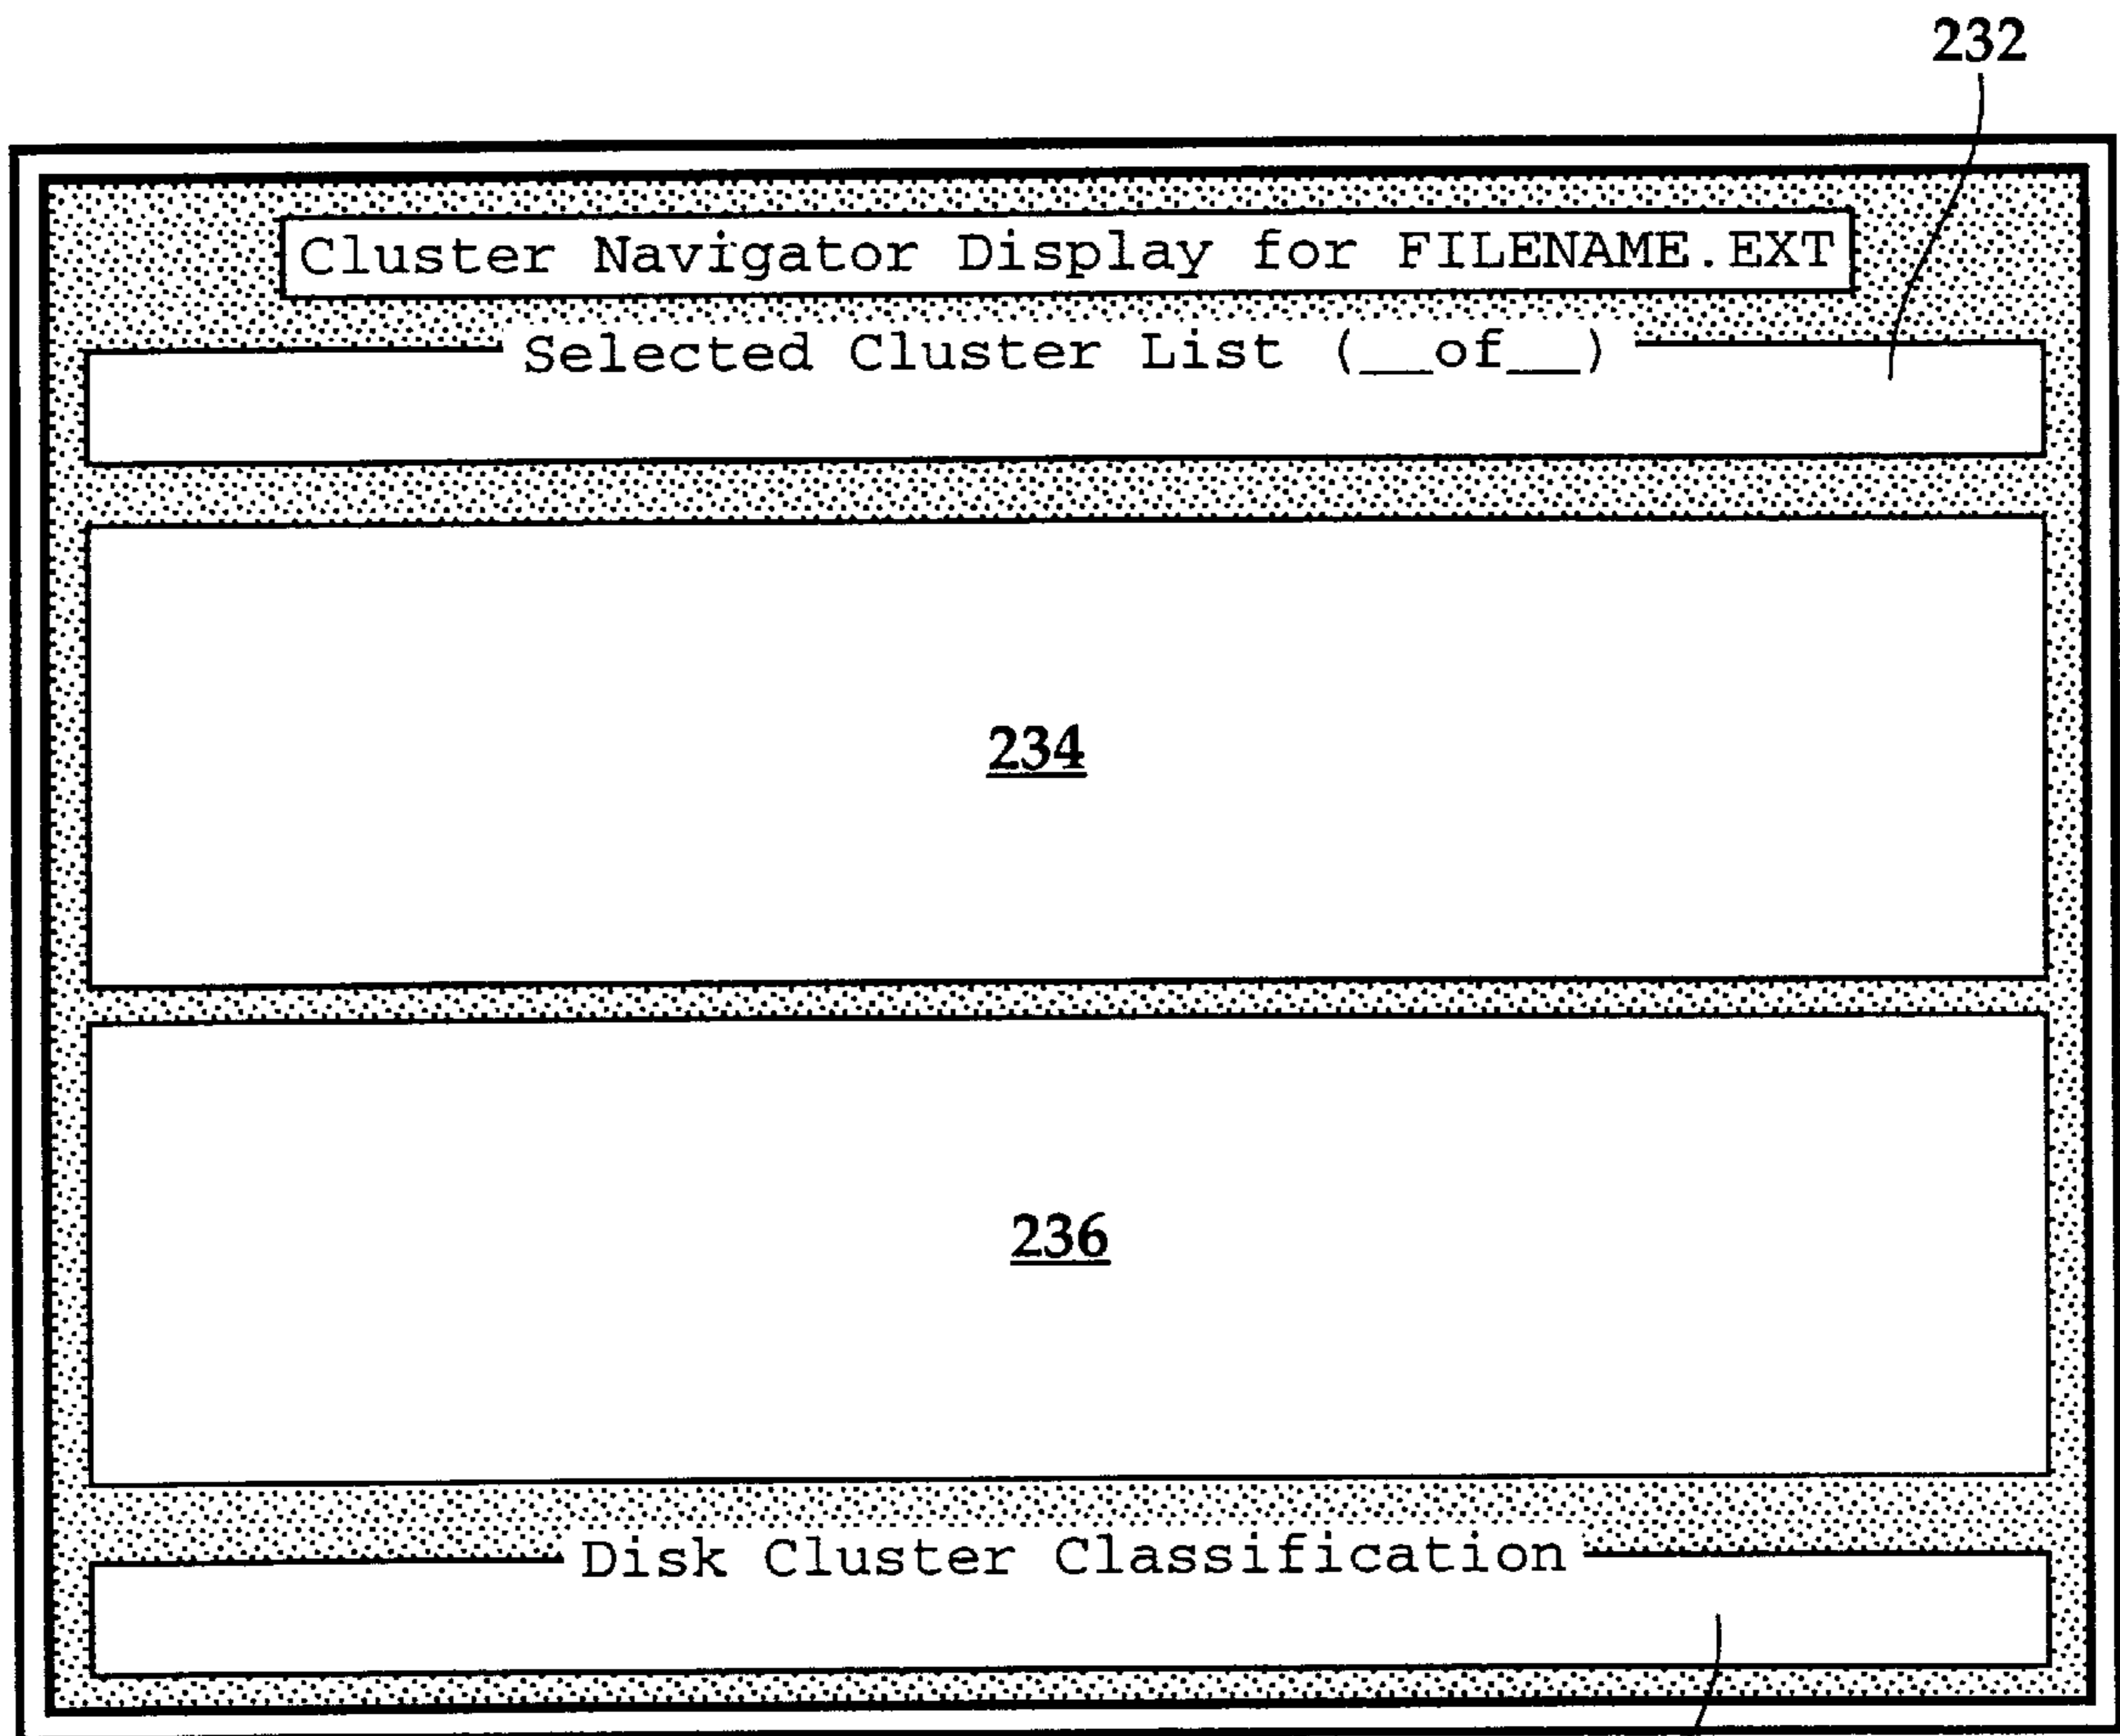 232
Cluster Navigator Display for FILENAME.EXT
Selected Cluster List (__of__)
234
236
Disk Cluster Classification